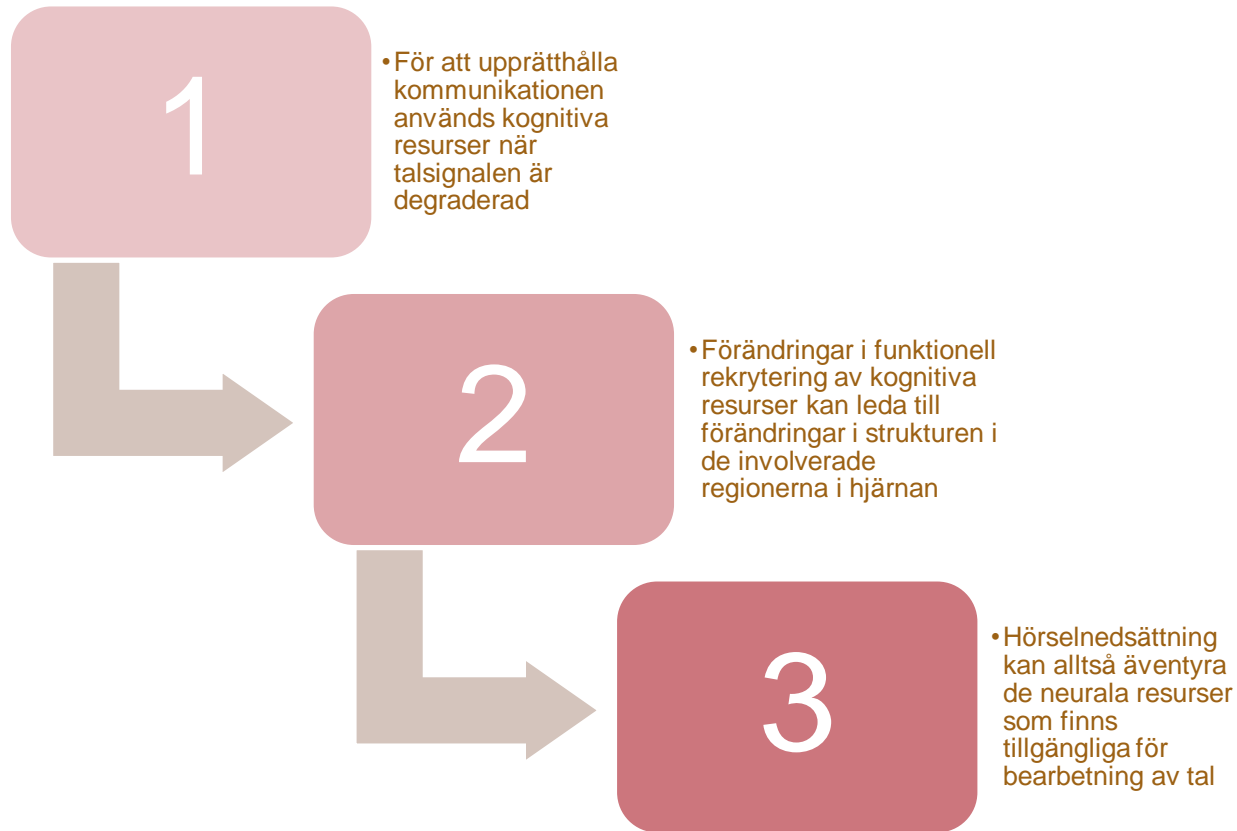 1
•För att upprätthålla
kommunikationen
används kognitiva
resurser när
talsignalen är
degraderad
2
•Förändringar i funktionell
rekrytering av kognitiva
resurser kan leda till
förändringar i strukturen i
de involverade
regionerna i hjärnan
3
•Hörselnedsättning
kan alltså äventyra
de neurala resurser
som finns
tillgängliga för
bearbetning av tal